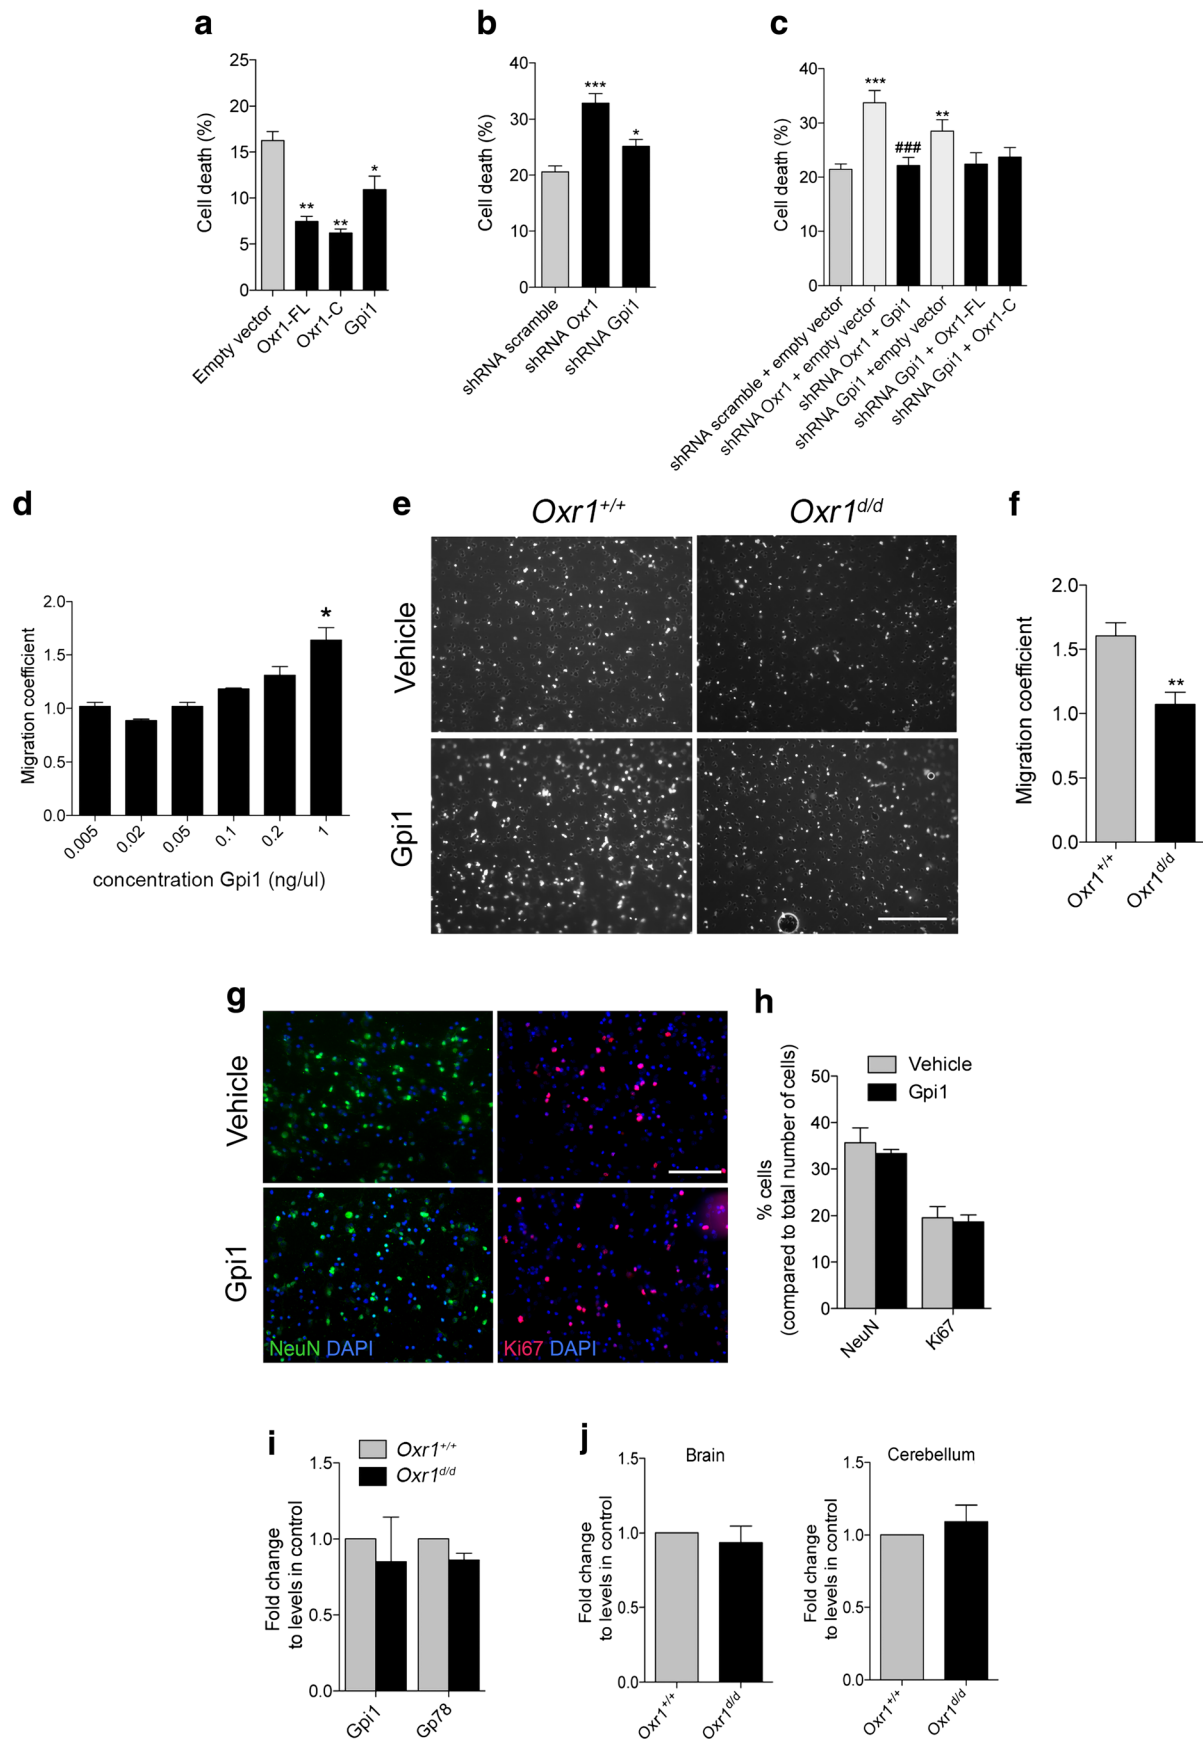 a
25
20
15
10
5
0
Cell death (%)
**
**
*
Empty vector
Oxr1-FL
Oxr1-C
Gpi1
b
40
30
20
10
0
Cell death (%)
***
*
shRNA scramble
shRNA Oxr1
shRNA Gpi1
c
40
30
20
10
0
Cell death (%)
***
###
**
shRNA scramble + empty vector
shRNA Oxr1 + empty vector
shRNA Oxr1 + Gpi1
shRNA Gpi1 +empty vector
shRNA Gpi1 + Oxr1-FL
shRNA Gpi1 + Oxr1-C
d
2.0
1.5
1.0
0.5
0.0
Migration coefficient
*
0.005
0.02
0.05
0.1
0.2
1
concentration Gpi1 (ng/ul)
e
Oxr1+/+
Oxr1d/d
Vehicle
Gpi1
f
2.0
1.5
1.0
0.5
0.0
Migration coefficient
**
Oxr1+/+
Oxr1d/d
g
Vehicle
Gpi1
NeuN DAPI
Ki67 DAPI
h
Vehicle
Gpi1
50
40
30
20
10
0
% cells
(compared to total number of cells)
NeuN
Ki67
i
Oxr1+/+
Oxr1d/d
1.5
1.0
0.5
0.0
Fold change
to levels in control
Gpi1
Gp78
j
Brain
1.5
1.0
0.5
0.0
Fold change
to levels in control
Oxr1+/+
Oxr1d/d
Cerebellum
1.5
1.0
0.5
0.0
Fold change
to levels in control
Oxr1+/+
Oxr1d/d